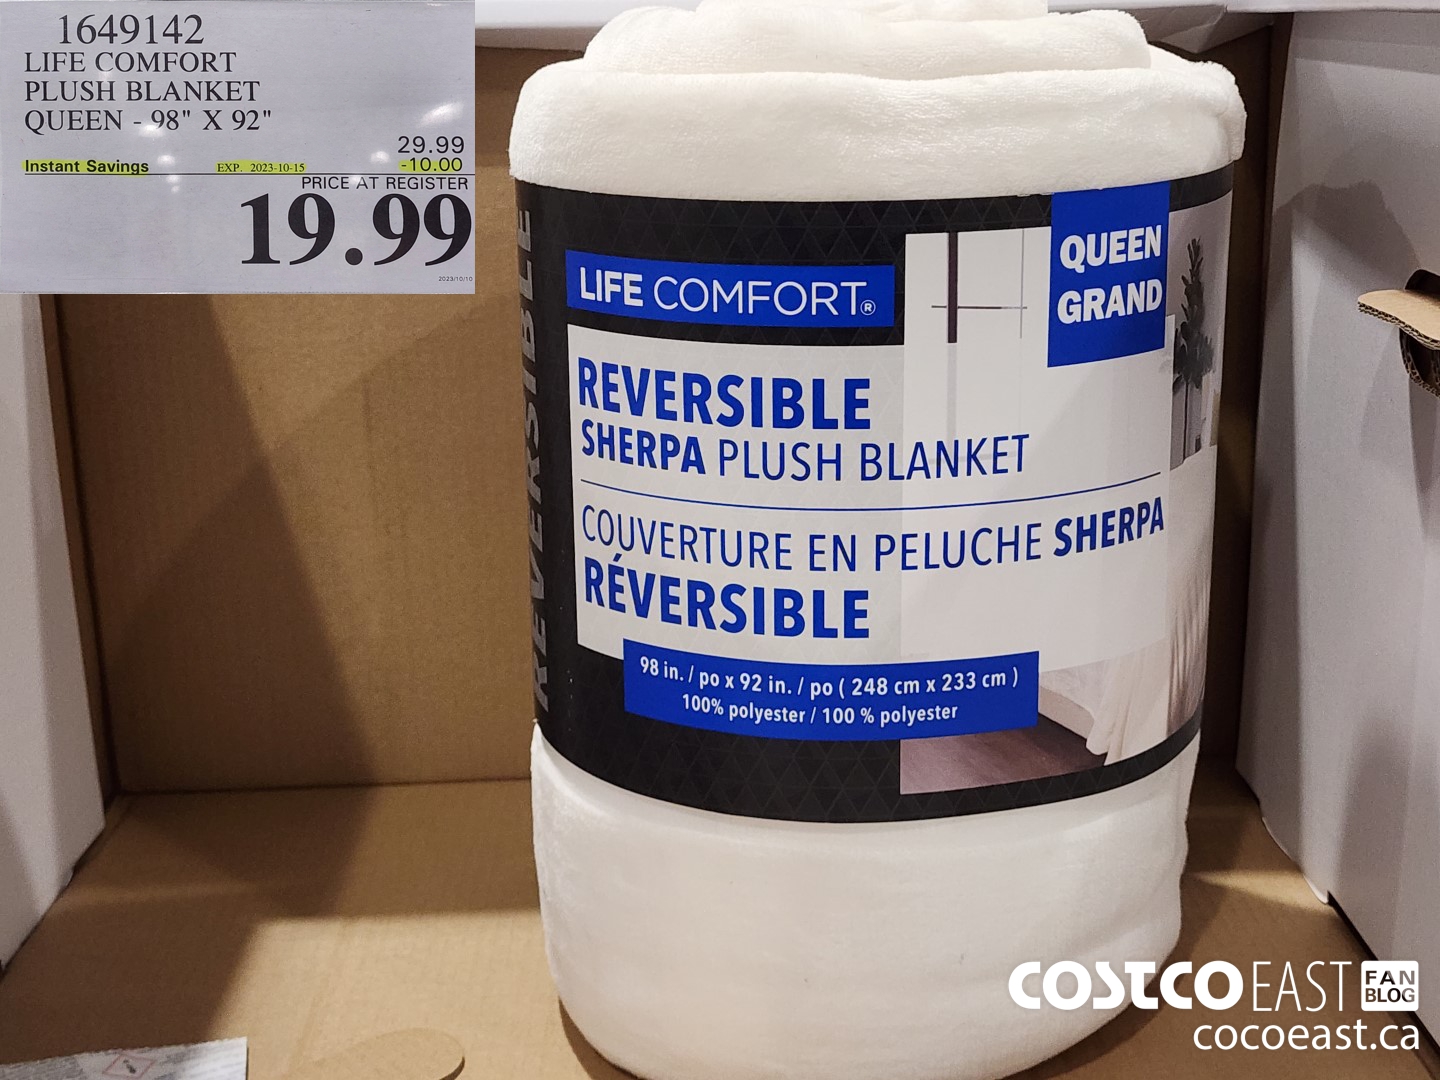 1649142
LIFE COMFORT
PLUSH BLANKET
QUEEN - 98" X 92"
29.99
Instant Savings EXP. 2023-10-15 -10.00
PRICE AT REGISTER
19.99
2023/10/10
REVERSIBLE
QUEEN
GRAND
LIFE COMFORT®
REVERSIBLE
SHERPA PLUSH BLANKET
COUVERTURE EN PELUCHE SHERPA
RÉVERSIBLE
98 in. / po x 92 in. / po ( 248 cm x 233 cm )
100% polyester / 100 % polyester
COSTCO EAST FAN BLOG
cocoeast.ca